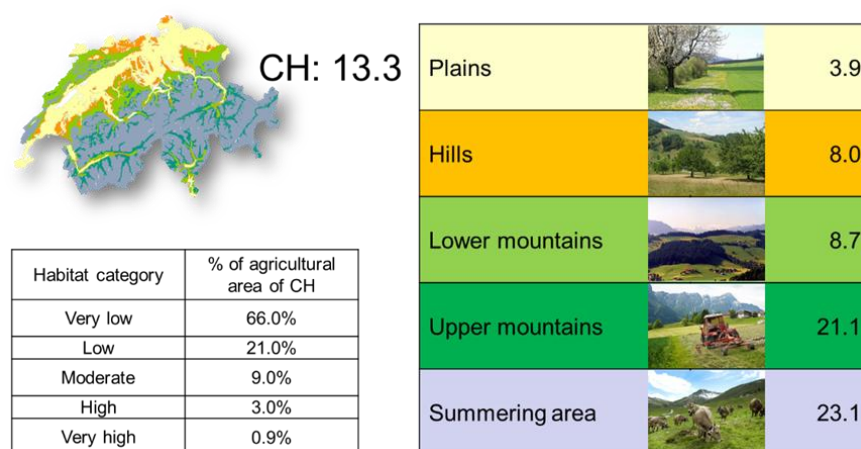 CH: 13.3
Habitat category
% of agricultural
area of CH
Very low 66.0%
Low 21.0%
Moderate 9.0%
High 3.0%
Very high 0.9%
Plains 3.9
Hills 8.0
Lower mountains 8.7
Upper mountains 21.1
Summering area 23.1